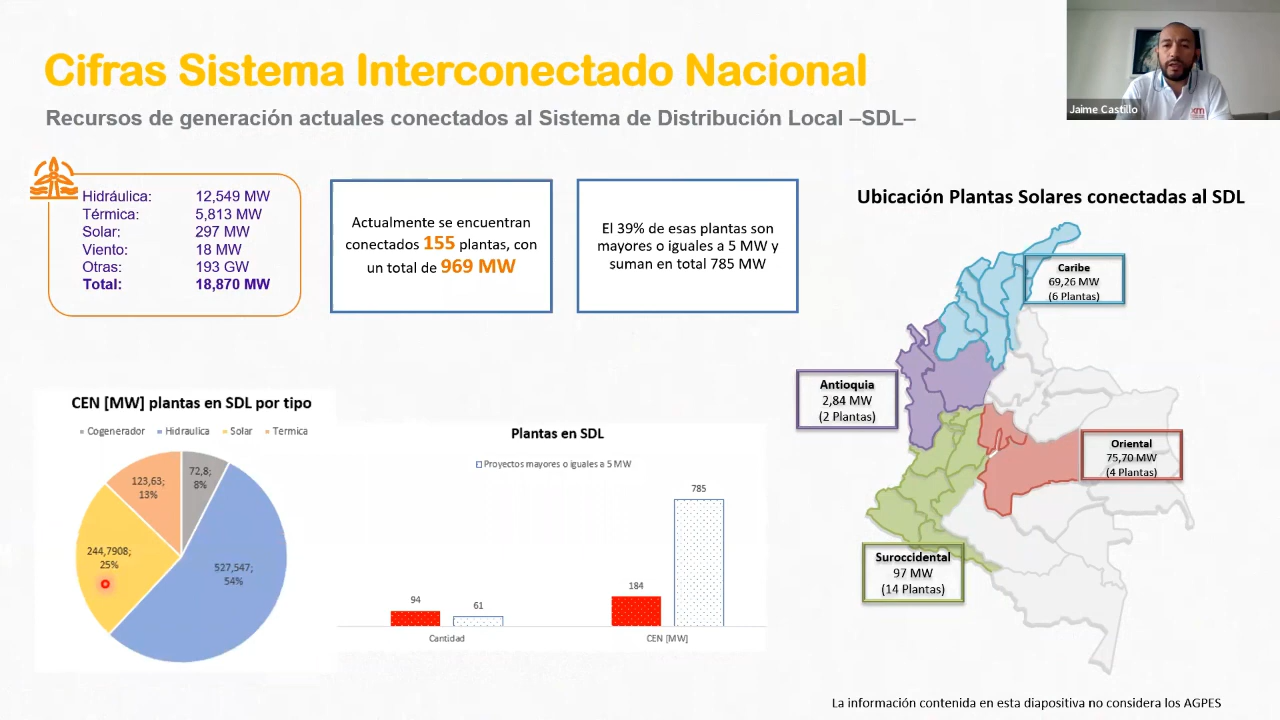 Cifras Sistema Interconectado Nacional
Recursos de generación actuales conectados al Sistema de Distribución Local –SDL–
Jaime Castillo
xm
Hidráulica: 12,549 MW
Térmica: 5,813 MW
Solar: 297 MW
Viento: 18 MW
Otras: 193 GW
Total: 18,870 MW
Actualmente se encuentran
conectados 155 plantas, con
un total de 969 MW
El 39% de esas plantas son
mayores o iguales a 5 MW y
suman en total 785 MW
Ubicación Plantas Solares conectadas al SDL
Caribe
69,26 MW
(6 Plantas)
Antioquia
2,84 MW
(2 Plantas)
Oriental
75,70 MW
(4 Plantas)
Suroccidental
97 MW
(14 Plantas)
CEN [MW] plantas en SDL por tipo
Cogenerador Hidraulica Solar Termica
72,8;
8%
123,63;
13%
244,7908;
25%
527,547;
54%
Plantas en SDL
Proyectos mayores o iguales a 5 MW
785
184
94
61
Cantidad CEN [MW]
La información contenida en esta diapositiva no considera los AGPES